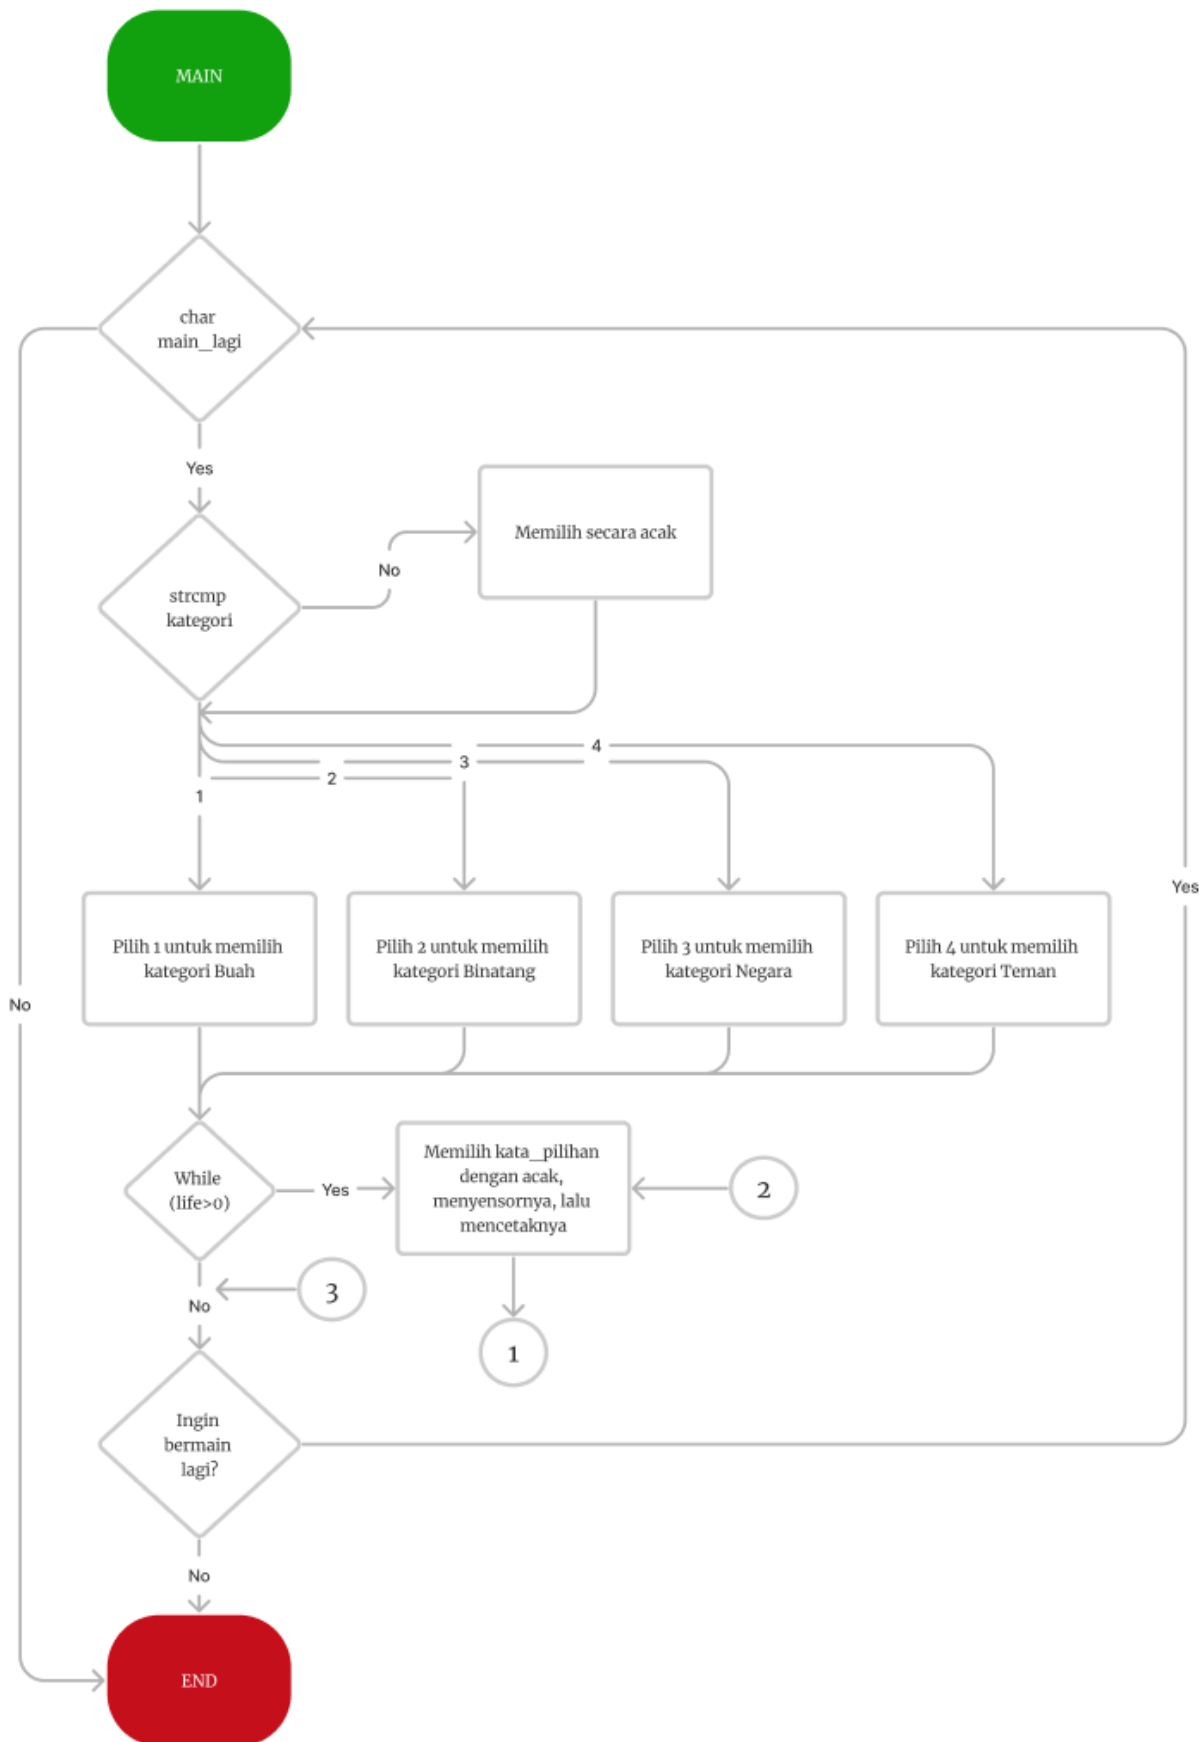 MAIN
char
main_lagi
Yes
strcmp
kategori
No
Memilih secara acak
4
3
2
1
Pilih 1 untuk memilih
kategori Buah
Pilih 2 untuk memilih
kategori Binatang
Pilih 3 untuk memilih
kategori Negara
Pilih 4 untuk memilih
kategori Teman
Yes
No
While
(life>0)
Yes
Memilih kata_pilihan
dengan acak,
menyensornya, lalu
mencetaknya
2
3
No
1
Ingin
bermain
lagi?
No
END